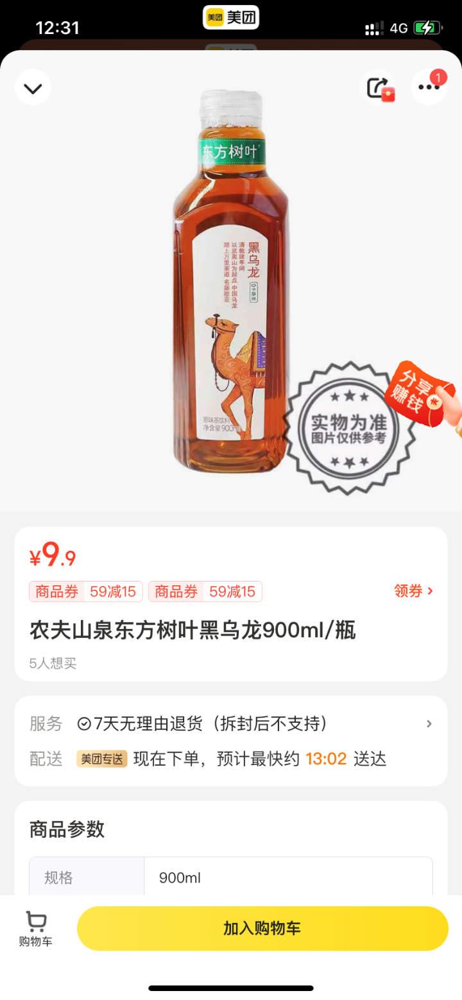 12:31
美团 美团
4G
1
东方树叶
黑乌龙
清乾隆年间
以武夷山为起点 中国乌龙
踏上万里茶道 名扬欧亚
原味茶饮料
净含量900ml
实物为准
图片仅供参考
分享
赚钱
¥9.9
商品券 59减15 商品券 59减15 领券
农夫山泉东方树叶黑乌龙900ml/瓶
5人想买
服务 7天无理由退货（拆封后不支持）
配送 美团专送 现在下单，预计最快约 13:02 送达
商品参数
规格 900ml
购物车
加入购物车